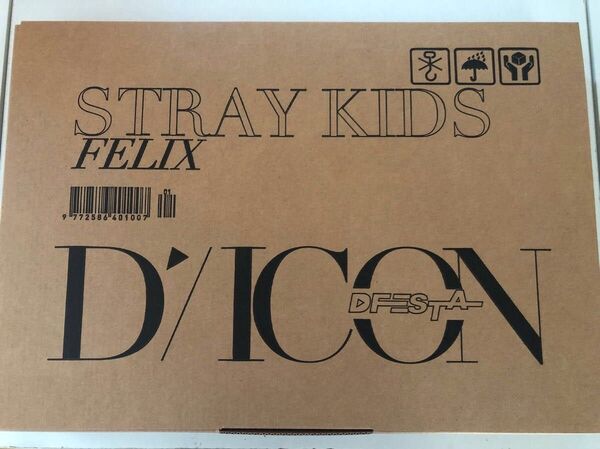 STRAY KIDS
FELIX
01
9 772586 401007
D'/ICON
DFESTA